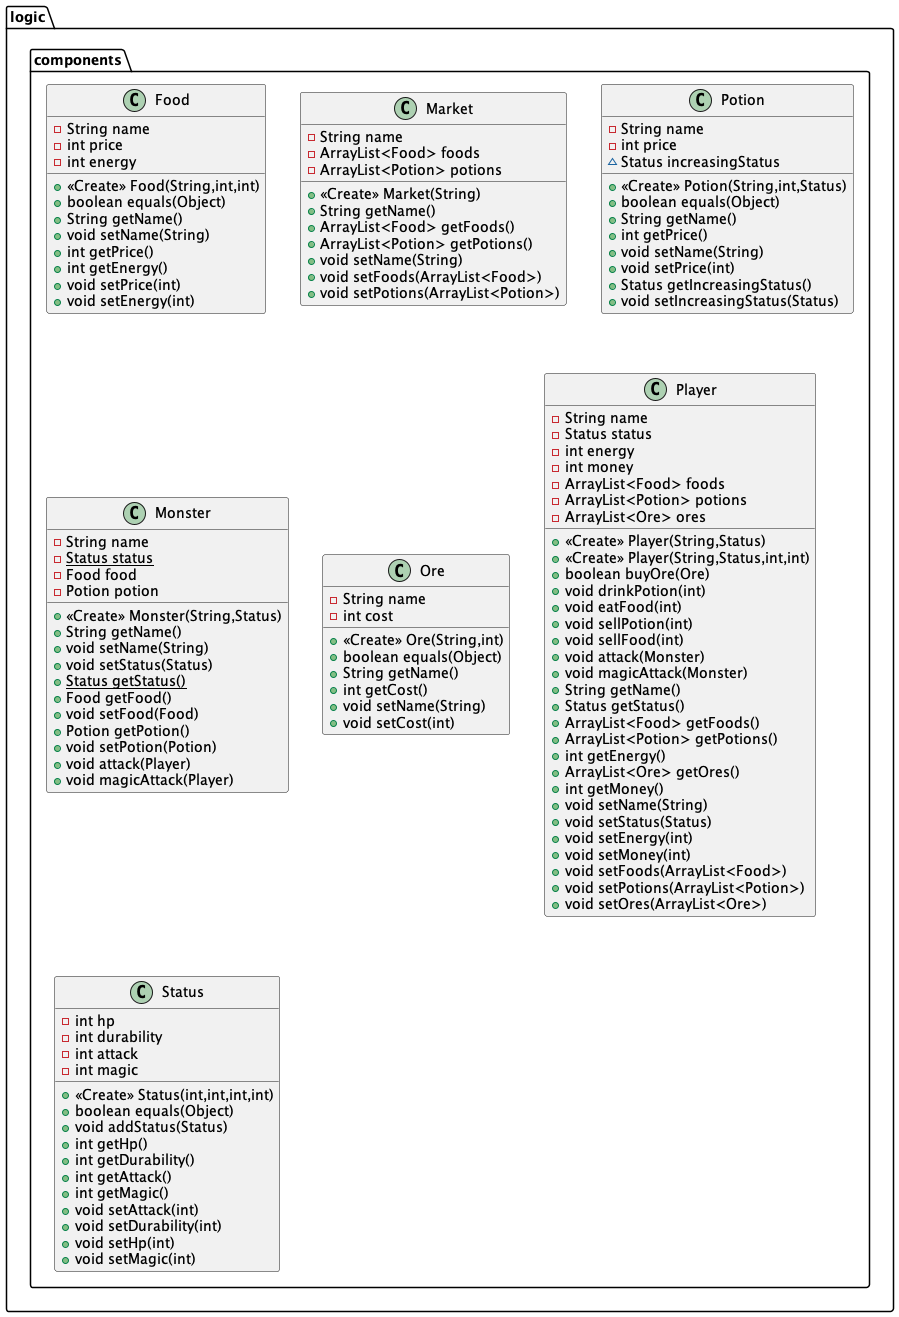 logic
components
C Food
String name
int price
int energy
«Create» Food(String,int,int)
boolean equals(Object)
String getName()
void setName(String)
int getPrice()
int getEnergy()
void setPrice(int)
void setEnergy(int)
C Market
String name
ArrayList<Food> foods
ArrayList<Potion> potions
«Create» Market(String)
String getName()
ArrayList<Food> getFoods()
ArrayList<Potion> getPotions()
void setName(String)
void setFoods(ArrayList<Food>)
void setPotions(ArrayList<Potion>)
C Potion
String name
int price
Status increasingStatus
«Create» Potion(String,int,Status)
boolean equals(Object)
String getName()
int getPrice()
void setName(String)
void setPrice(int)
Status getIncreasingStatus()
void setIncreasingStatus(Status)
C Monster
String name
Status status
Food food
Potion potion
«Create» Monster(String,Status)
String getName()
void setName(String)
void setStatus(Status)
Status getStatus()
Food getFood()
void setFood(Food)
Potion getPotion()
void setPotion(Potion)
void attack(Player)
void magicAttack(Player)
C Ore
String name
int cost
«Create» Ore(String,int)
boolean equals(Object)
String getName()
int getCost()
void setName(String)
void setCost(int)
C Player
String name
Status status
int energy
int money
ArrayList<Food> foods
ArrayList<Potion> potions
ArrayList<Ore> ores
«Create» Player(String,Status)
«Create» Player(String,Status,int,int)
boolean buyOre(Ore)
void drinkPotion(int)
void eatFood(int)
void sellPotion(int)
void sellFood(int)
void attack(Monster)
void magicAttack(Monster)
String getName()
Status getStatus()
ArrayList<Food> getFoods()
ArrayList<Potion> getPotions()
int getEnergy()
ArrayList<Ore> getOres()
int getMoney()
void setName(String)
void setStatus(Status)
void setEnergy(int)
void setMoney(int)
void setFoods(ArrayList<Food>)
void setPotions(ArrayList<Potion>)
void setOres(ArrayList<Ore>)
C Status
int hp
int durability
int attack
int magic
«Create» Status(int,int,int,int)
boolean equals(Object)
void addStatus(Status)
int getHp()
int getDurability()
int getAttack()
int getMagic()
void setAttack(int)
void setDurability(int)
void setHp(int)
void setMagic(int)